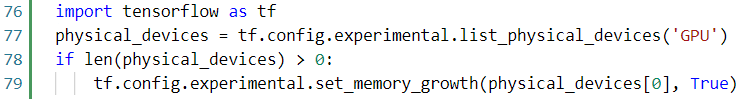 76 import tensorflow as tf
77 physical_devices = tf.config.experimental.list_physical_devices('GPU')
78 if len(physical_devices) > 0:
79     tf.config.experimental.set_memory_growth(physical_devices[0], True)